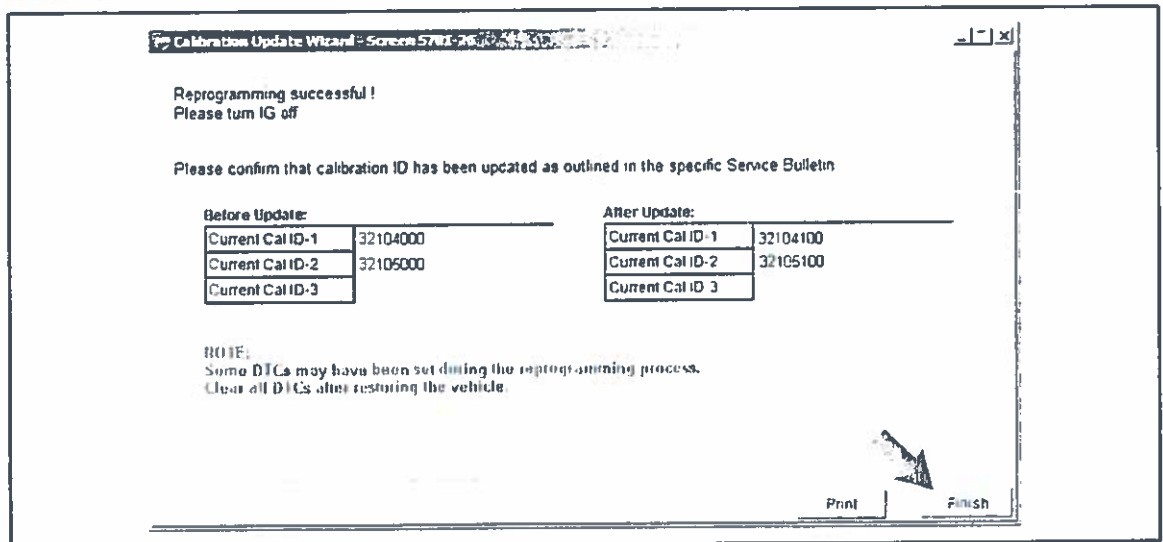 Calibration Update Wizard - Screen S701-26
Reprogramming successful !
Please turn IG off
Please confirm that calibration ID has been updated as outlined in the specific Service Bulletin
Before Update:
Current Cal ID-1 32104000
Current Cal ID-2 32105000
Current Cal ID-3
After Update:
Current Cal ID-1 32104100
Current Cal ID-2 32105100
Current Cal ID-3
NOTE:
Some DTCs may have been set during the reprogramming process.
Clear all DTCs after restoring the vehicle.
Print Finish